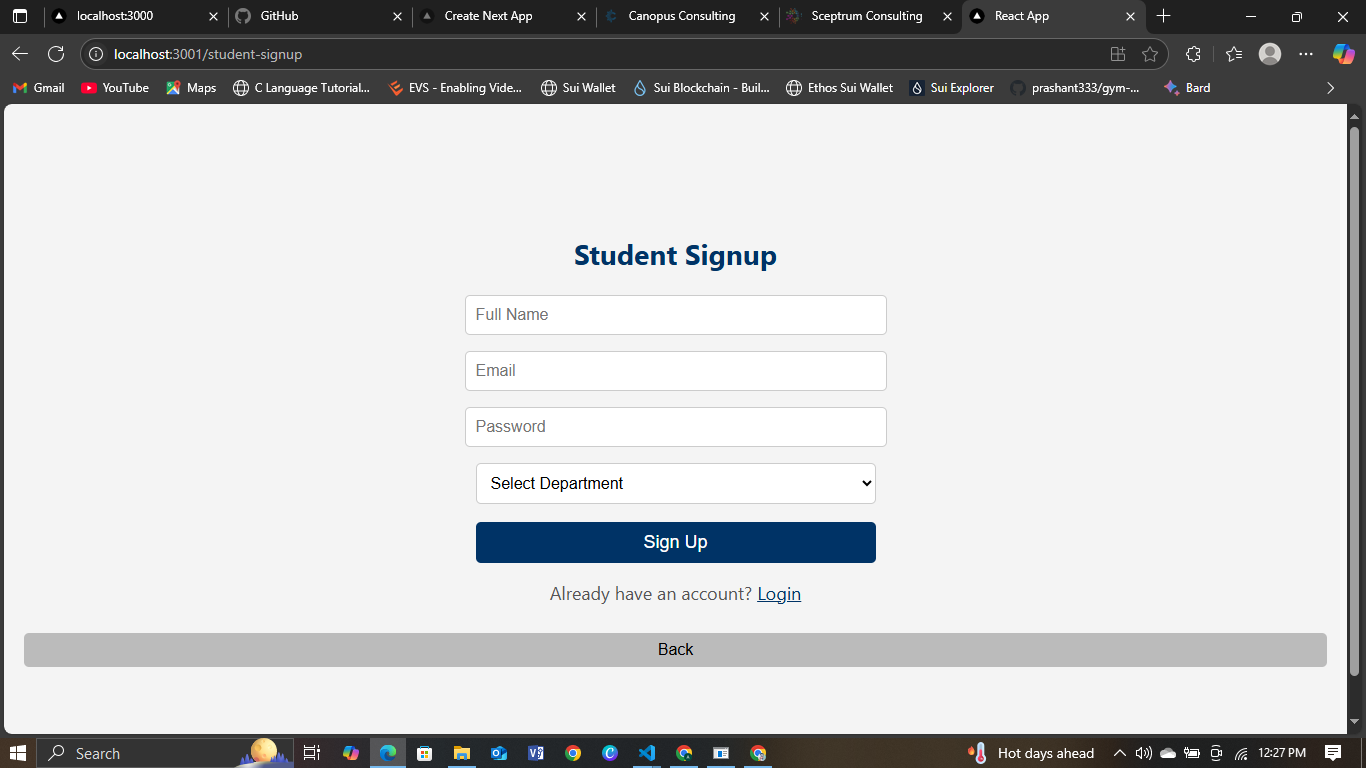 localhost:3000
GitHub
Create Next App
Canopus Consulting
Sceptrum Consulting
React App
localhost:3001/student-signup
Gmail
YouTube
Maps
C Language Tutorial...
EVS - Enabling Vide...
Sui Wallet
Sui Blockchain - Buil...
Ethos Sui Wallet
Sui Explorer
prashant333/gym-...
Bard
Student Signup
Full Name
Email
Password
Select Department
Sign Up
Already have an account? Login
Back
Search
Hot days ahead
12:27 PM